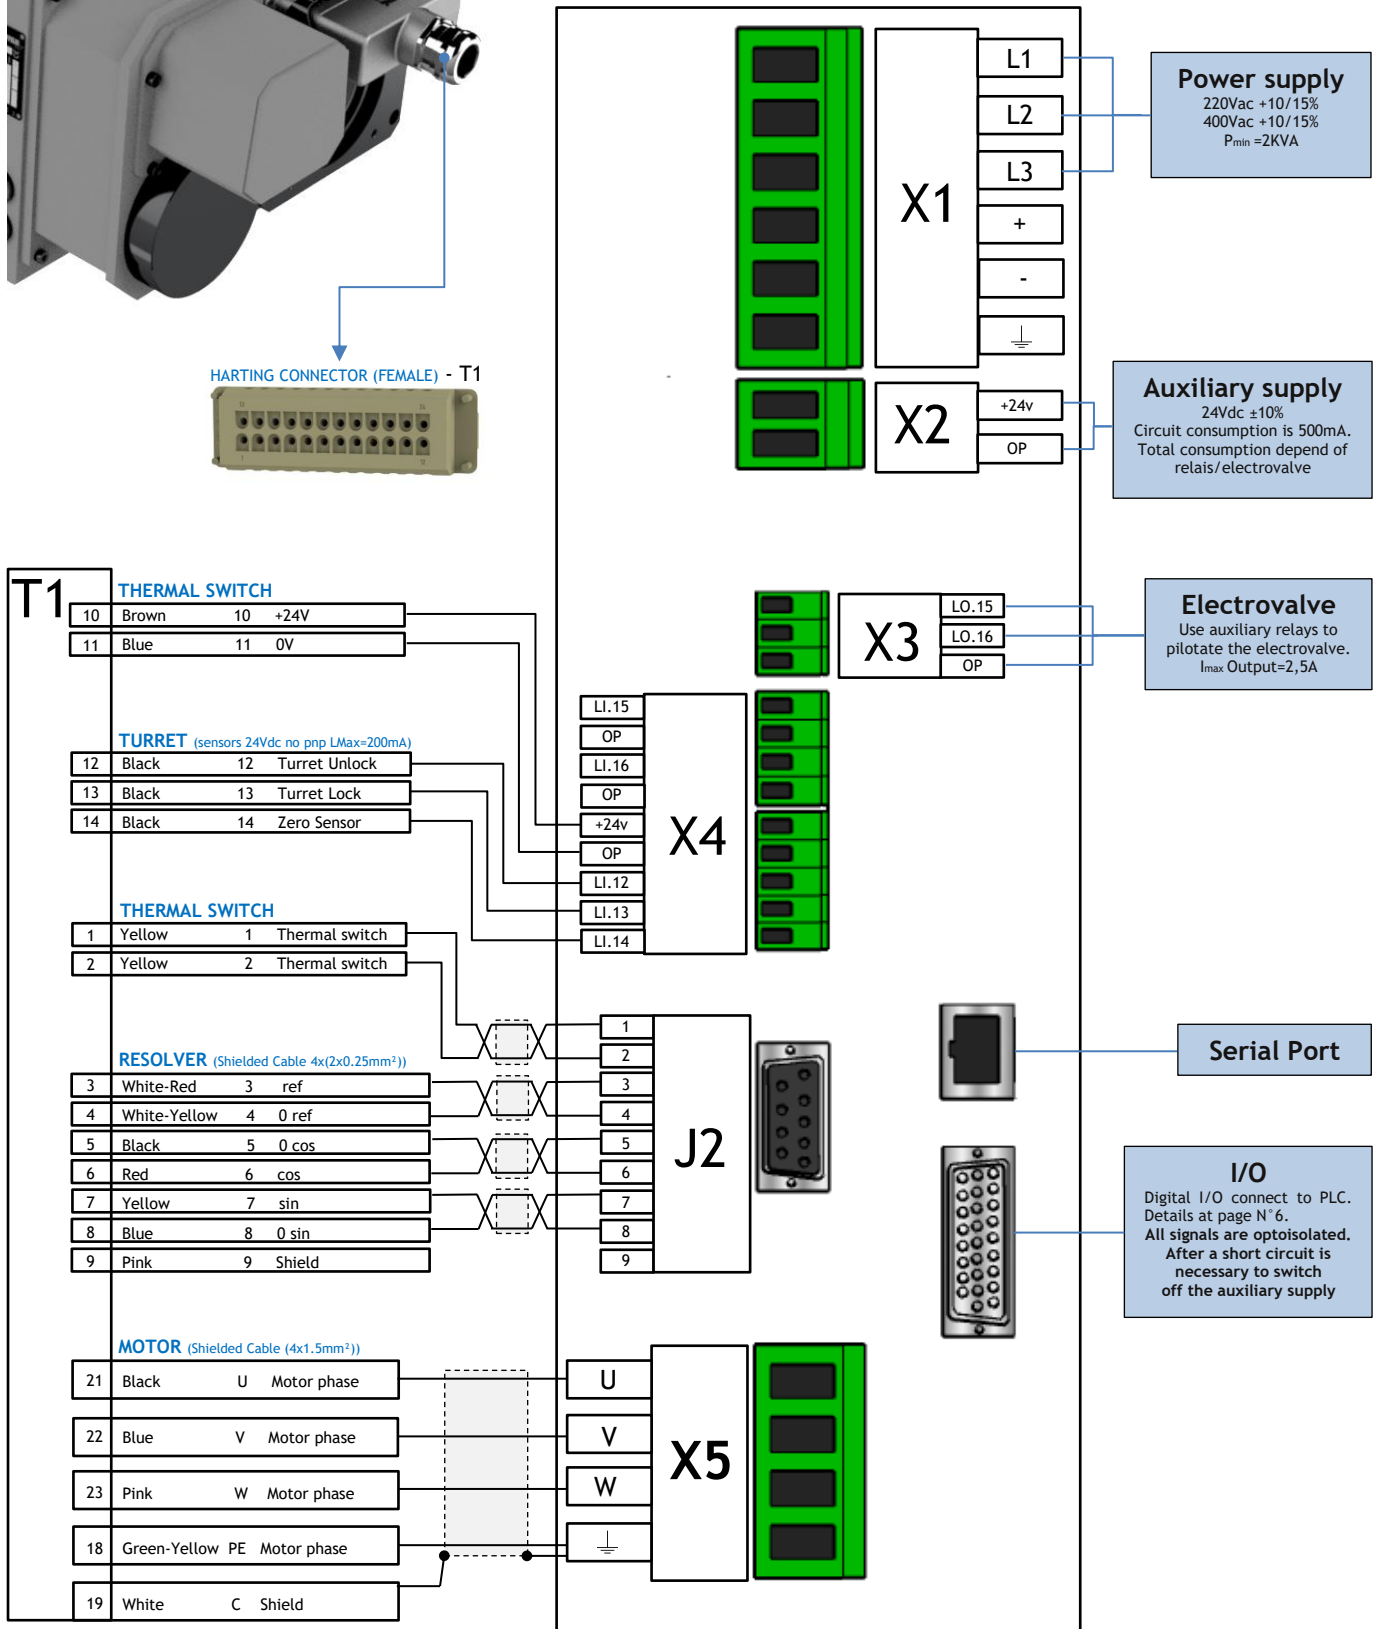 L1
L2
L3
+
-
X1
Power supply
220Vac +10/15%
400Vac +10/15%
Pmin =2KVA
HARTING CONNECTOR (FEMALE) - T1
X2
+24v
OP
Auxiliary supply
24Vdc ±10%
Circuit consumption is 500mA.
Total consumption depend of
relais/electrovalve
T1
THERMAL SWITCH
10 Brown 10 +24V
11 Blue 11 0V
TURRET (sensors 24Vdc no pnp LMax=200mA)
12 Black 12 Turret Unlock
13 Black 13 Turret Lock
14 Black 14 Zero Sensor
THERMAL SWITCH
1 Yellow 1 Thermal switch
2 Yellow 2 Thermal switch
RESOLVER (Shielded Cable 4x(2x0.25mm²))
3 White-Red 3 ref
4 White-Yellow 4 0 ref
5 Black 5 0 cos
6 Red 6 cos
7 Yellow 7 sin
8 Blue 8 0 sin
9 Pink 9 Shield
MOTOR (Shielded Cable (4x1.5mm²))
21 Black U Motor phase
22 Blue V Motor phase
23 Pink W Motor phase
18 Green-Yellow PE Motor phase
19 White C Shield
X3
LO.15
LO.16
OP
Electrovalve
Use auxiliary relays to
pilotate the electrovalve.
Imax Output=2,5A
LI.15
OP
LI.16
OP
+24v
OP
LI.12
LI.13
LI.14
X4
1
2
3
4
5
6
7
8
9
J2
Serial Port
I/O
Digital I/O connect to PLC.
Details at page N°6.
All signals are optoisolated.
After a short circuit is
necessary to switch
off the auxiliary supply
U
V
W
X5